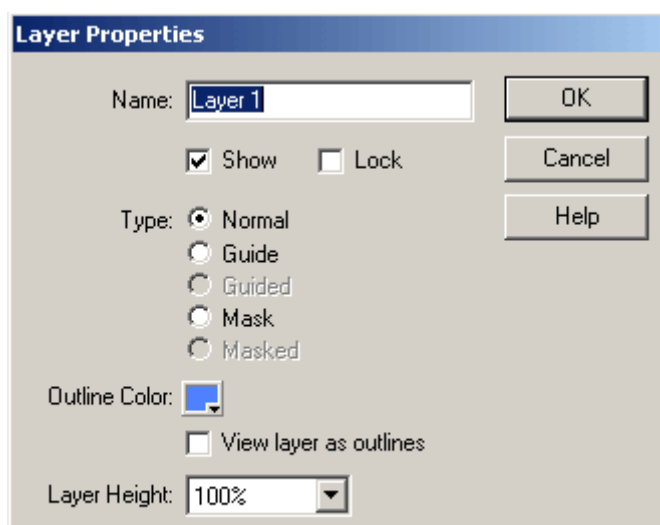 Layer Properties
Name: Layer 1 OK
Show Lock Cancel
Type: Normal Help
Guide
Guided
Mask
Masked
Outline Color:
View layer as outlines
Layer Height: 100%